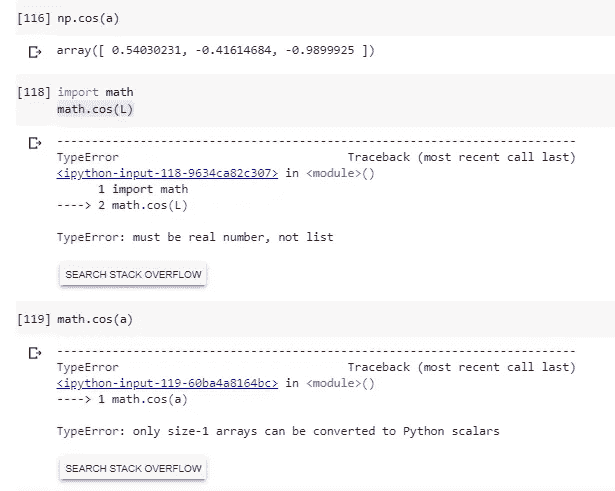 [116] np.cos(a)
array([ 0.54030231, -0.41614684, -0.9899925 ])
[118] import math
math.cos(L)
---------------------------------------------------------------------------
TypeError                                 Traceback (most recent call last)
<ipython-input-118-9634ca82c307> in <module>()
      1 import math
----> 2 math.cos(L)
TypeError: must be real number, not list
SEARCH STACK OVERFLOW
[119] math.cos(a)
---------------------------------------------------------------------------
TypeError                                 Traceback (most recent call last)
<ipython-input-119-60ba4a8164bc> in <module>()
----> 1 math.cos(a)
TypeError: only size-1 arrays can be converted to Python scalars
SEARCH STACK OVERFLOW